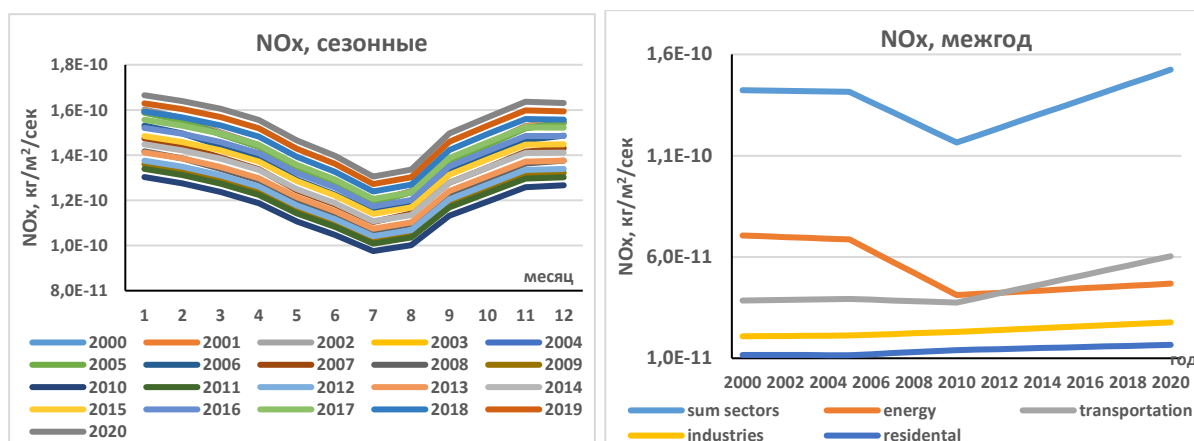 NOx, сезонные
NOx, кг/м²/сек
1,8E-10
1,6E-10
1,4E-10
1,2E-10
1,0E-10
8,0E-11
месяц
1 2 3 4 5 6 7 8 9 10 11 12
2000 2001 2002 2003 2004
2005 2006 2007 2008 2009
2010 2011 2012 2013 2014
2015 2016 2017 2018 2019
2020
NOx, межгод
NOx, кг/м²/сек
1,6E-10
1,1E-10
6,0E-11
1,0E-11
год
2000 2002 2004 2006 2008 2010 2012 2014 2016 2018 2020
sum sectors energy transportation
industries residental